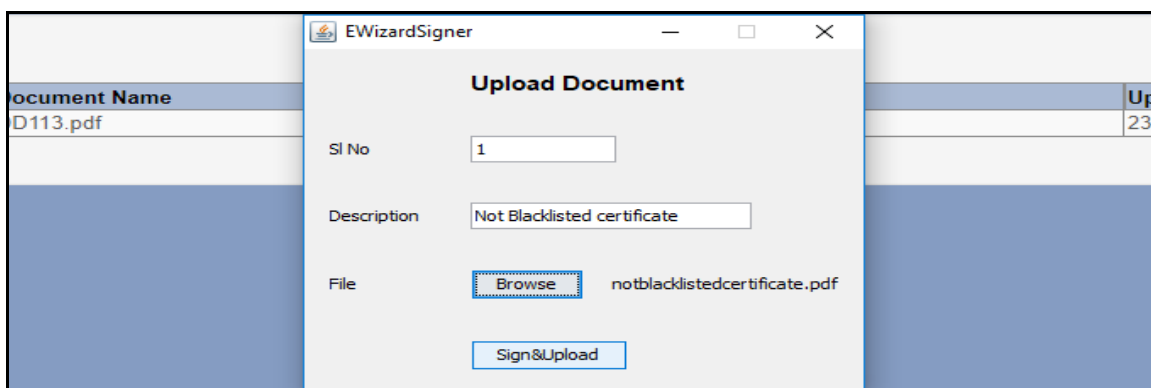 EWizardSigner
Upload Document
Document Name
Up
D113.pdf
23
Sl No 1
Description Not Blacklisted certificate
File Browse notblacklistedcertificate.pdf
Sign&Upload